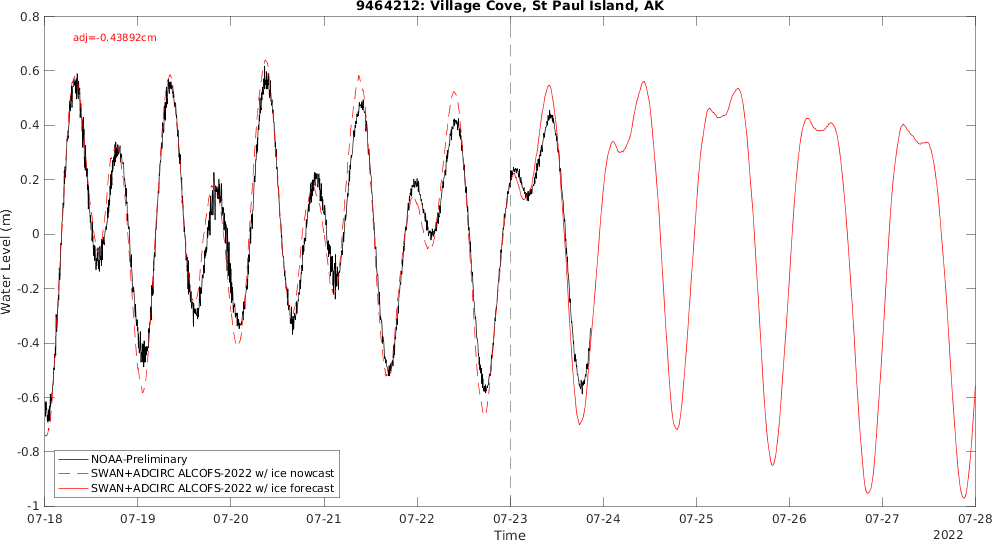 9464212: Village Cove, St Paul Island, AK
adj=-0.43892cm
Water Level (m)
0.8
0.6
0.4
0.2
0
-0.2
-0.4
-0.6
-0.8
-1
NOAA-Preliminary
SWAN+ADCIRC ALCOFS-2022 w/ ice nowcast
SWAN+ADCIRC ALCOFS-2022 w/ ice forecast
07-18 07-19 07-20 07-21 07-22 07-23 07-24 07-25 07-26 07-27 07-28
Time
2022